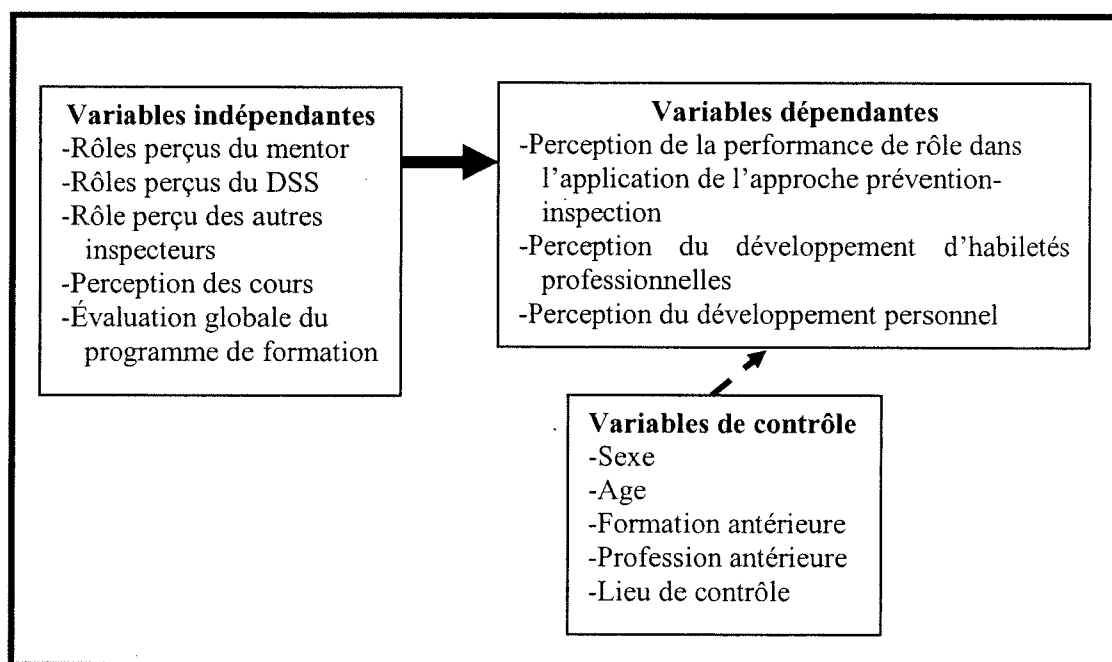 Variables indépendantes
-Rôles perçus du mentor
-Rôles perçus du DSS
-Rôle perçu des autres
inspecteurs
-Perception des cours
-Évaluation globale du
programme de formation
Variables dépendantes
-Perception de la performance de rôle dans
l'application de l'approche prévention-
inspection
-Perception du développement d'habiletés
professionnelles
-Perception du développement personnel
Variables de contrôle
-Sexe
-Age
-Formation antérieure
-Profession antérieure
-Lieu de contrôle